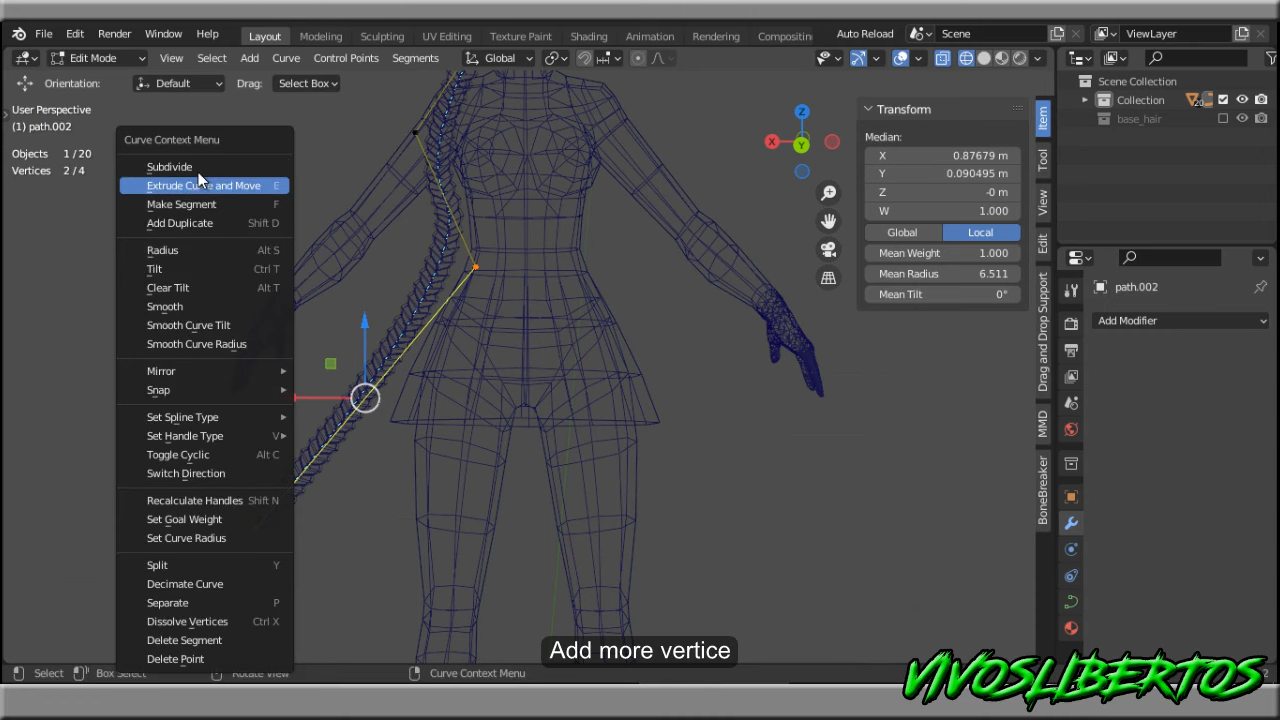 File Edit Render Window Help
Layout Modeling Sculpting UV Editing Texture Paint Shading Animation Rendering Compositin
Auto Reload Scene ViewLayer
Edit Mode View Select Add Curve Control Points Segments Global
Orientation: Default Drag: Select Box
User Perspective
(1) path.002
Objects 1/20
Vertices 2/4
Curve Context Menu
Subdivide
Extrude Curve and Move E
Make Segment F
Add Duplicate Shift D
Radius Alt S
Tilt Ctrl T
Clear Tilt Alt T
Smooth
Smooth Curve Tilt
Smooth Curve Radius
Mirror
Snap
Set Spline Type
Set Handle Type V
Toggle Cyclic Alt C
Switch Direction
Recalculate Handles Shift N
Set Goal Weight
Set Curve Radius
Split Y
Decimate Curve
Separate P
Dissolve Vertices Ctrl X
Delete Segment
Delete Point
Z
X
Y
Transform
Median:
X 0.87679 m
Y 0.090495 m
Z -0 m
W 1.000
Global Local
Mean Weight 1.000
Mean Radius 6.511
Mean Tilt 0°
Item
Tool
View
Edit
Drag and Drop Support
MMD
BoneBreaker
Scene Collection
Collection 20
base_hair
path.002
Add Modifier
Add more vertice
Select Box Select Rotate View Curve Context Menu
VIVOSLIBERTOS